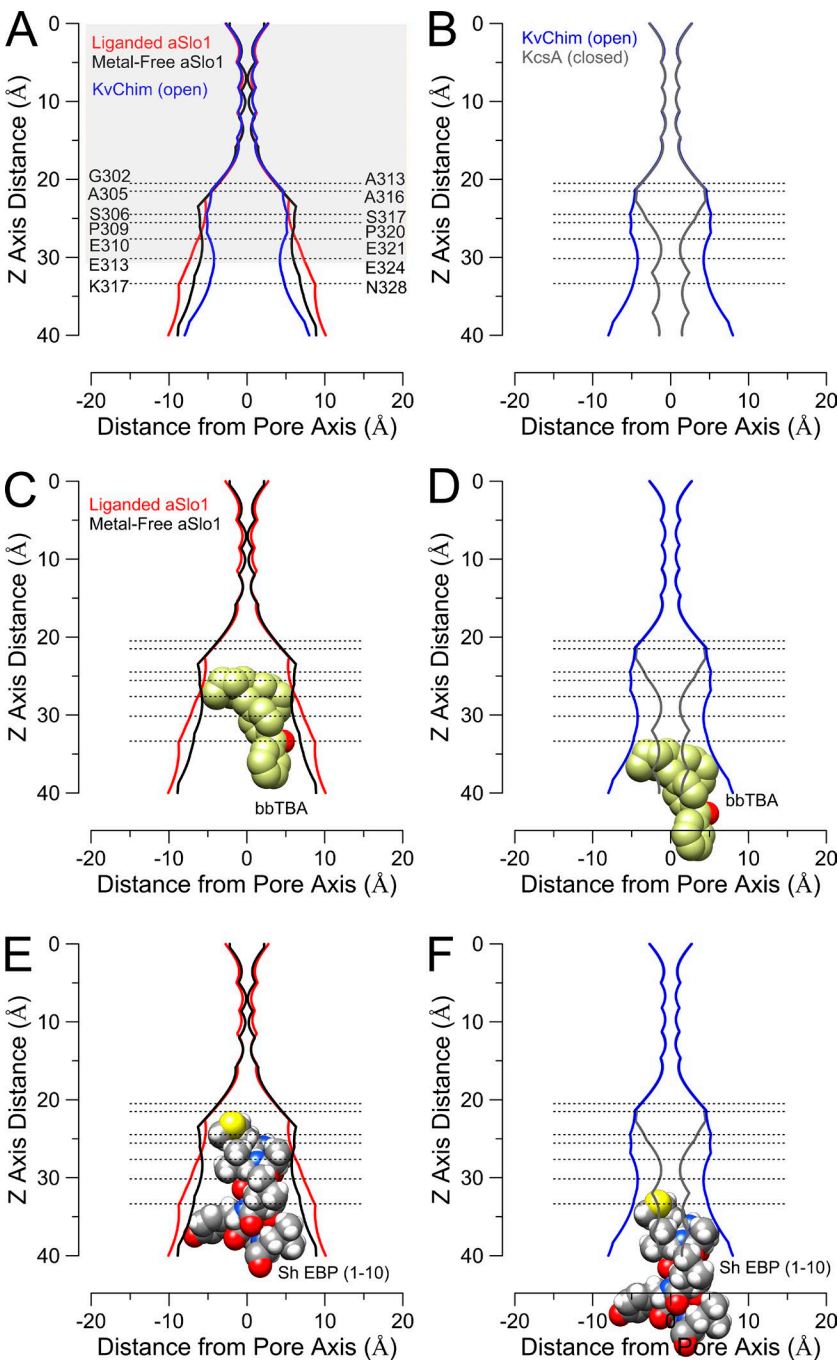 A
Liganded aSlo1
Metal-Free aSlo1
KvChim (open)
0
10
20
30
40
Z Axis Distance (Å)
G302
A305
S306
P309
E310
E313
K317
A313
A316
S317
P320
E321
E324
N328
-20 -10 0 10 20
Distance from Pore Axis (Å)
B
KvChim (open)
KcsA (closed)
0
10
20
30
40
Z Axis Distance (Å)
-20 -10 0 10 20
Distance from Pore Axis (Å)
C
Liganded aSlo1
Metal-Free aSlo1
0
10
20
30
40
Z Axis Distance (Å)
bbTBA
-20 -10 0 10 20
Distance from Pore Axis (Å)
D
0
10
20
30
40
Z Axis Distance (Å)
bbTBA
-20 -10 0 10 20
Distance from Pore Axis (Å)
E
0
10
20
30
40
Z Axis Distance (Å)
Sh EBP (1-10)
-20 -10 0 10 20
Distance from Pore Axis (Å)
F
0
10
20
30
40
Z Axis Distance (Å)
Sh EBP (1-10)
-20 -10 0 10 20
Distance from Pore Axis (Å)